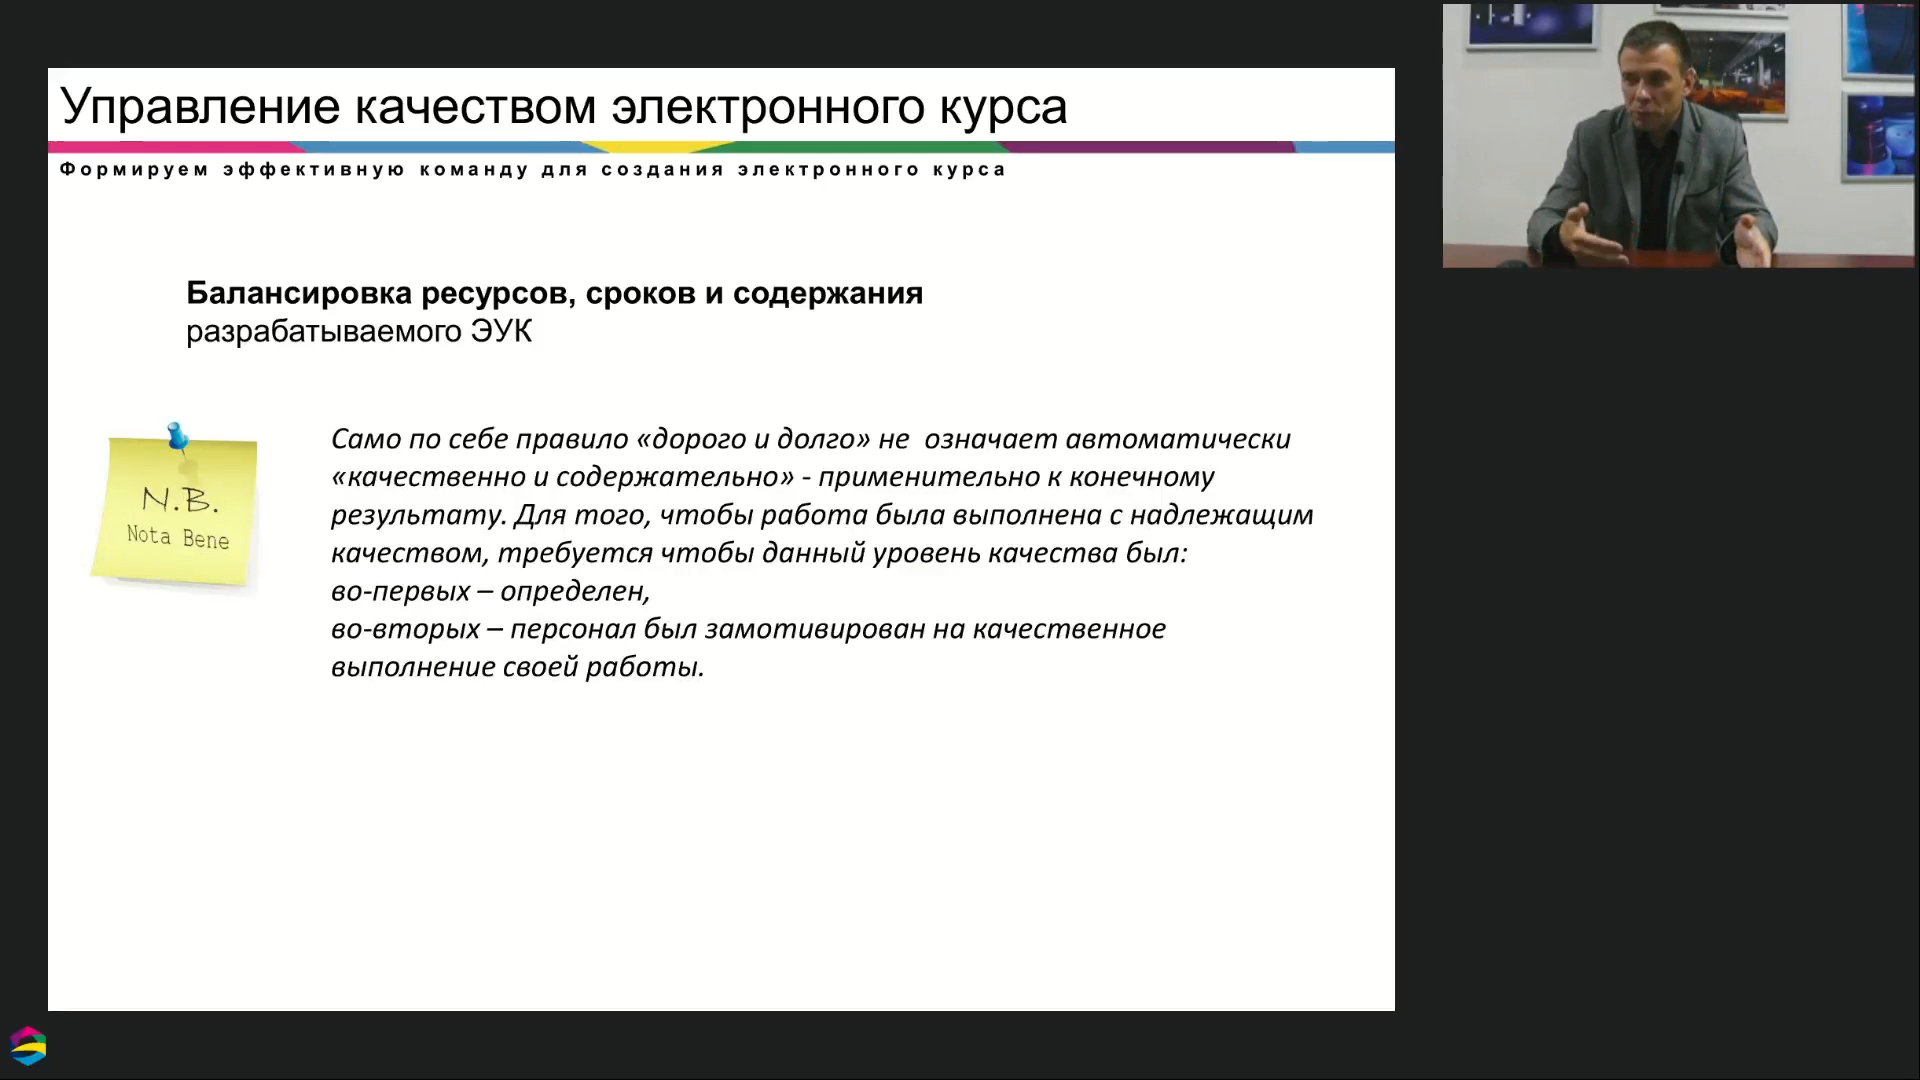 Управление качеством электронного курса
Формируем эффективную команду для создания электронного курса
Балансировка ресурсов, сроков и содержания
разрабатываемого ЭУК
N.B.
Nota Bene
Само по себе правило «дорого и долго» не  означает автоматически
«качественно и содержательно» - применительно к конечному
результату. Для того, чтобы работа была выполнена с надлежащим
качеством, требуется чтобы данный уровень качества был:
во-первых – определен,
во-вторых – персонал был замотивирован на качественное
выполнение своей работы.